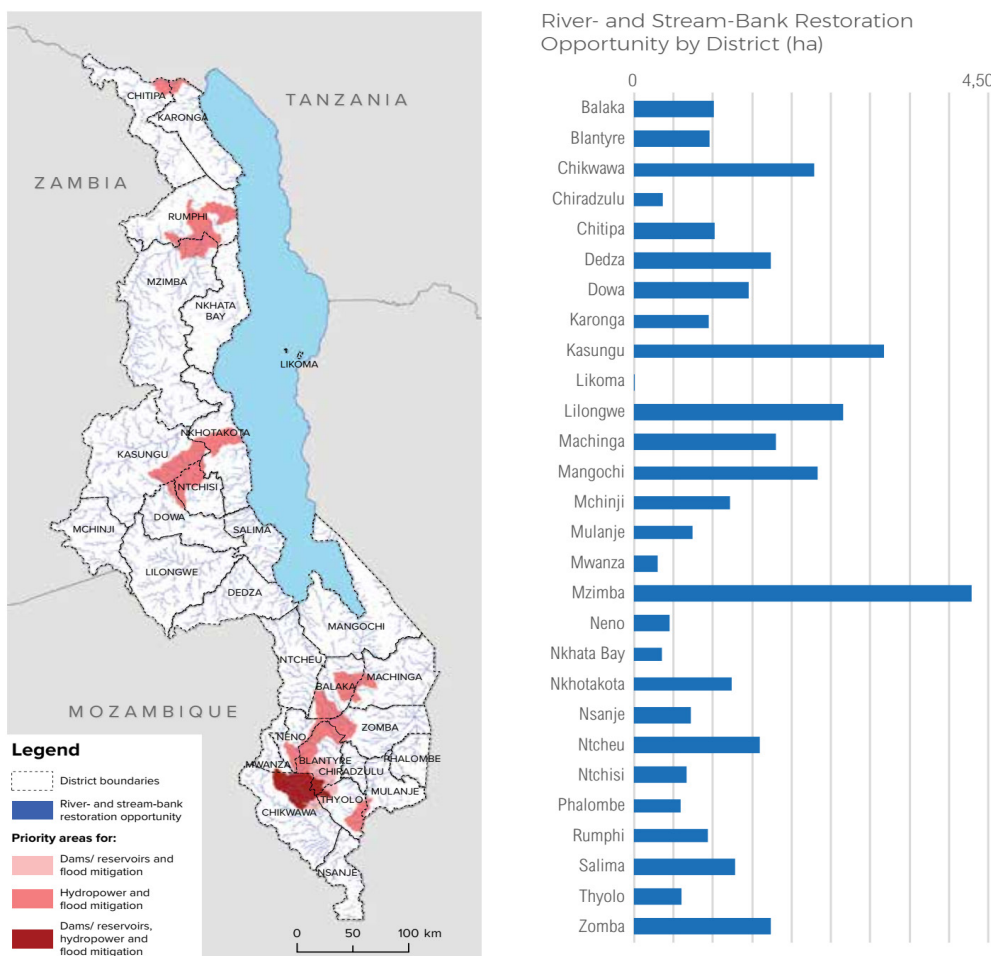 TANZANIA
CHITIPA
KARONGA
ZAMBIA
RUMPHI
MZIMBA
NKHATA
BAY
LIKOMA
NKHOTAKOTA
KASUNGU
NTCHISI
DOWA
MCHINJI
SALIMA
LILONGWE
DEDZA
MANGOCHI
NTCHEU
MACHINGA
BALAKA
MOZAMBIQUE
ZOMBA
NENO
BLANTYRE
PHALOMBE
MWANZA
CHIRADZULU
MULANJE
THYOLO
CHIKWAWA
NSANJE
0 50 100 km
Legend
District boundaries
River- and stream-bank
restoration opportunity
Priority areas for:
Dams/ reservoirs and
flood mitigation
Hydropower and
flood mitigation
Dams/ reservoirs,
hydropower and
flood mitigation
River- and Stream-Bank Restoration
Opportunity by District (ha)
0 4,50
Balaka
Blantyre
Chikwawa
Chiradzulu
Chitipa
Dedza
Dowa
Karonga
Kasungu
Likoma
Lilongwe
Machinga
Mangochi
Mchinji
Mulanje
Mwanza
Mzimba
Neno
Nkhata Bay
Nkhotakota
Nsanje
Ntcheu
Ntchisi
Phalombe
Rumphi
Salima
Thyolo
Zomba